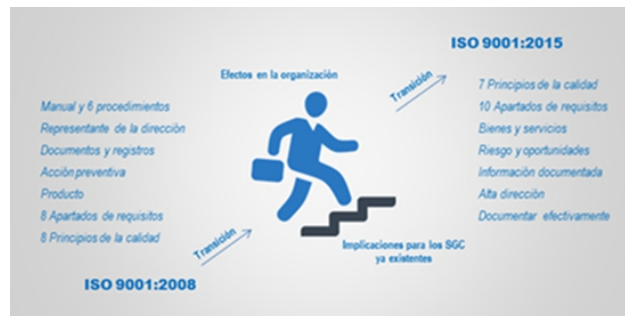 ISO 9001:2015
Efectos en la organización
Transición
7 Principios de la calidad
10 Apartados de requisitos
Bienes y servicios
Riesgo y oportunidades
Información documentada
Alta dirección
Documentar efectivamente
Manual y 6 procedimientos
Representante de la dirección
Documentos y registros
Acción preventiva
Producto
8 Apartados de requisitos
8 Principios de la calidad
Transición
Implicaciones para los SGC
ya existentes
ISO 9001:2008